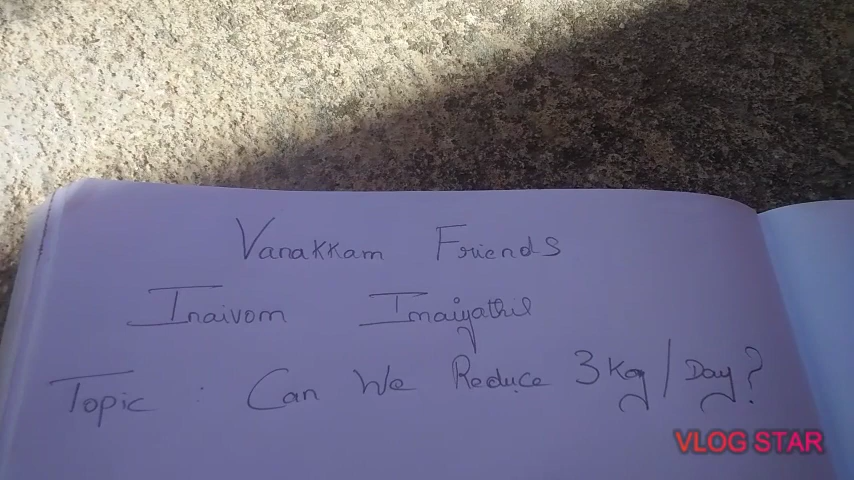 Vanakkam Friends
Inaivom Imaiyathil
Topic : Can We Reduce 3 Kg / Day ?
VLOG STAR